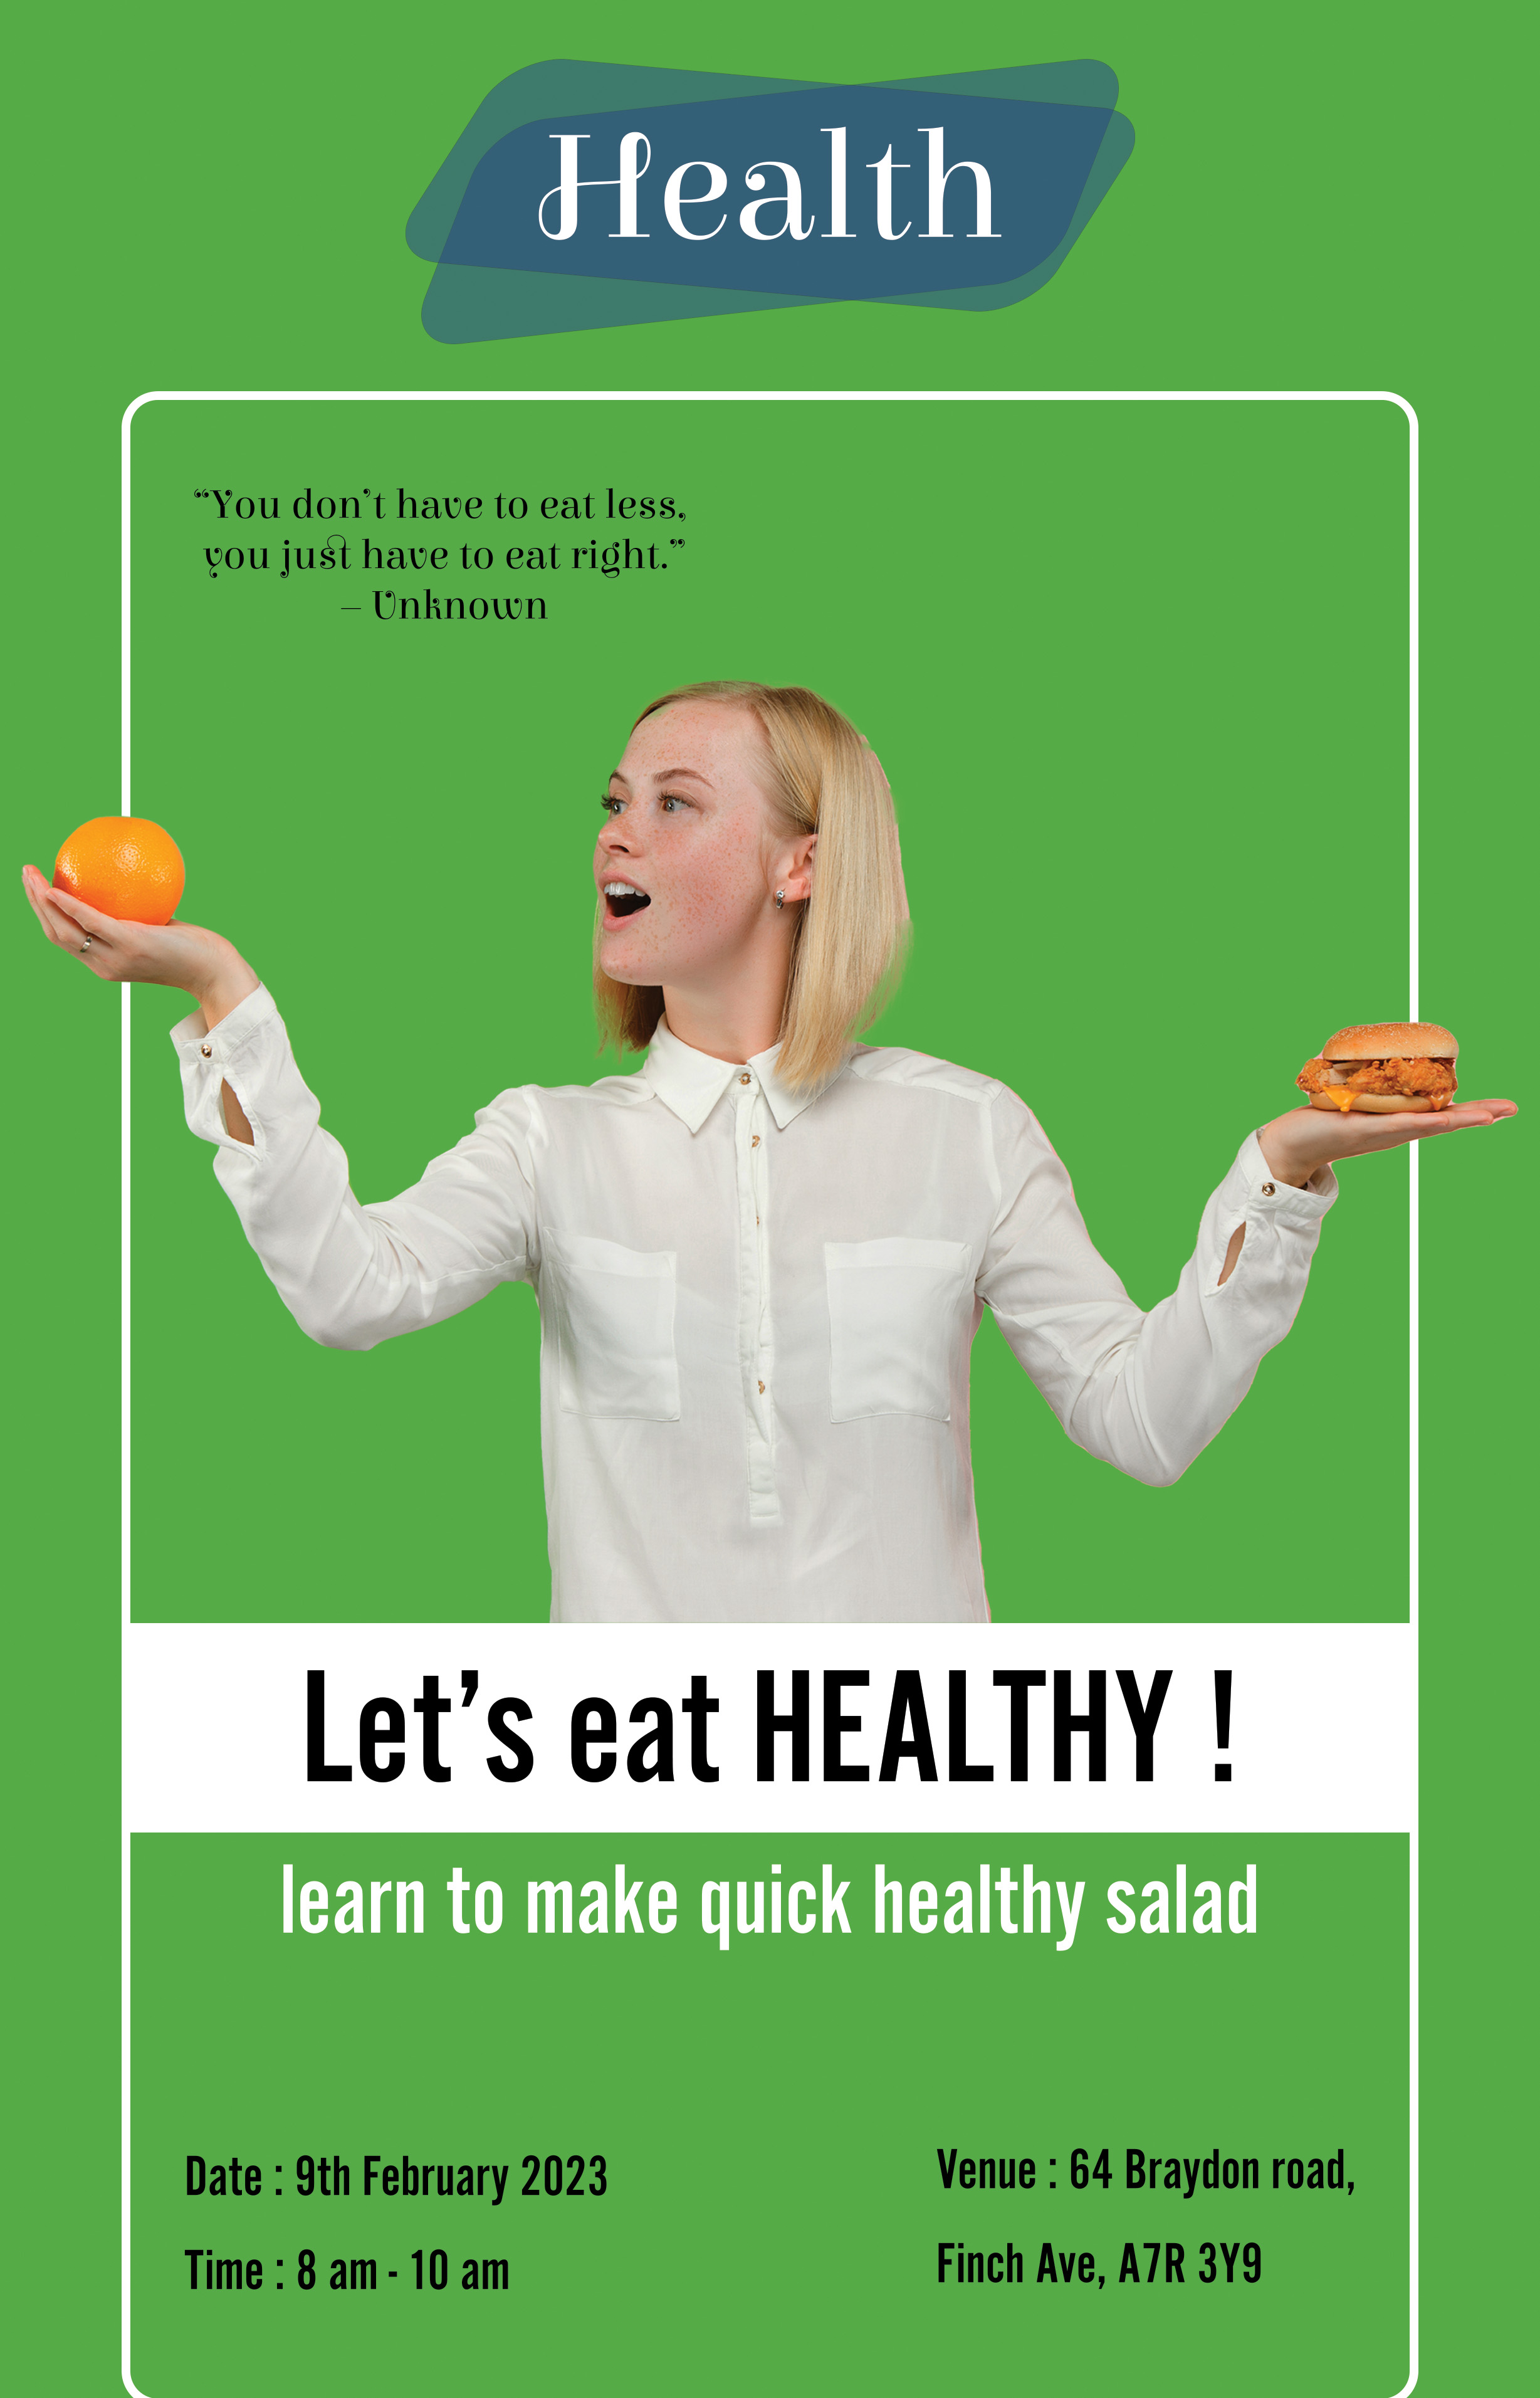 Health
“You don’t have to eat less,
you just have to eat right.”
– Unknown
Let’s eat HEALTHY !
learn to make quick healthy salad
Date : 9th February 2023
Time : 8 am - 10 am
Venue : 64 Braydon road,
Finch Ave, A7R 3Y9